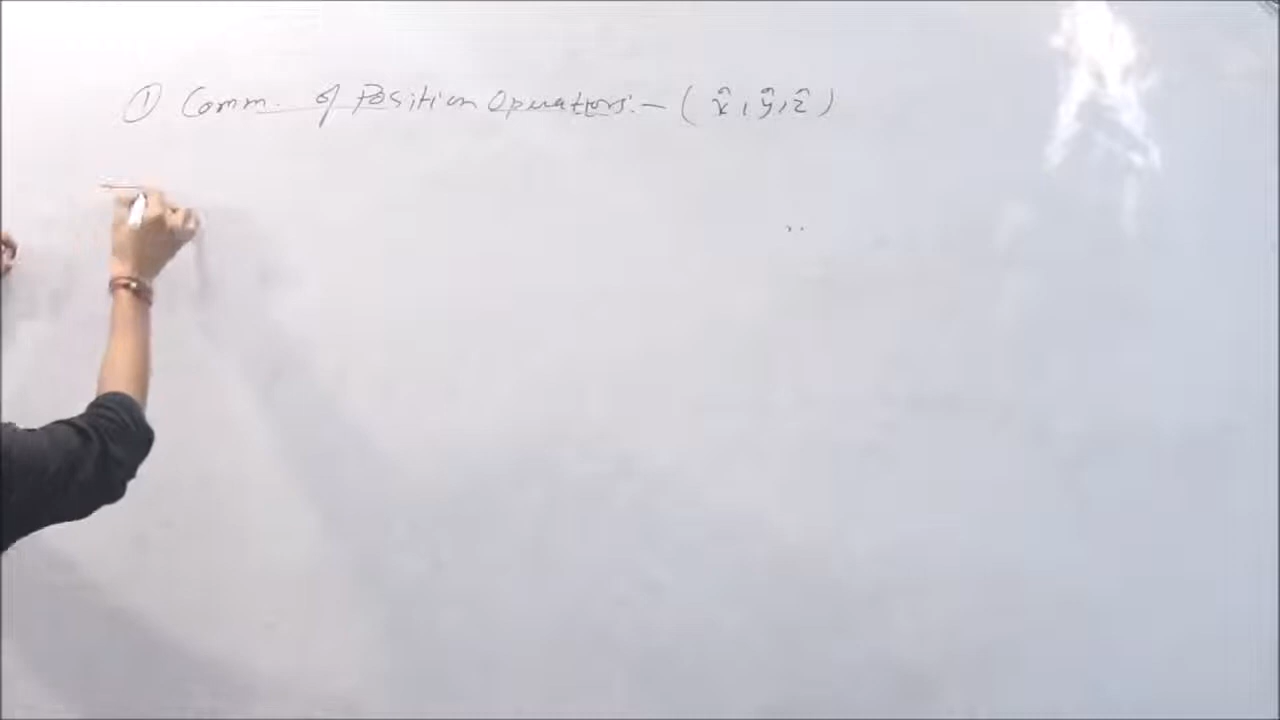 ① Comm. of Position Operators:- ( x̂, ŷ, ẑ )